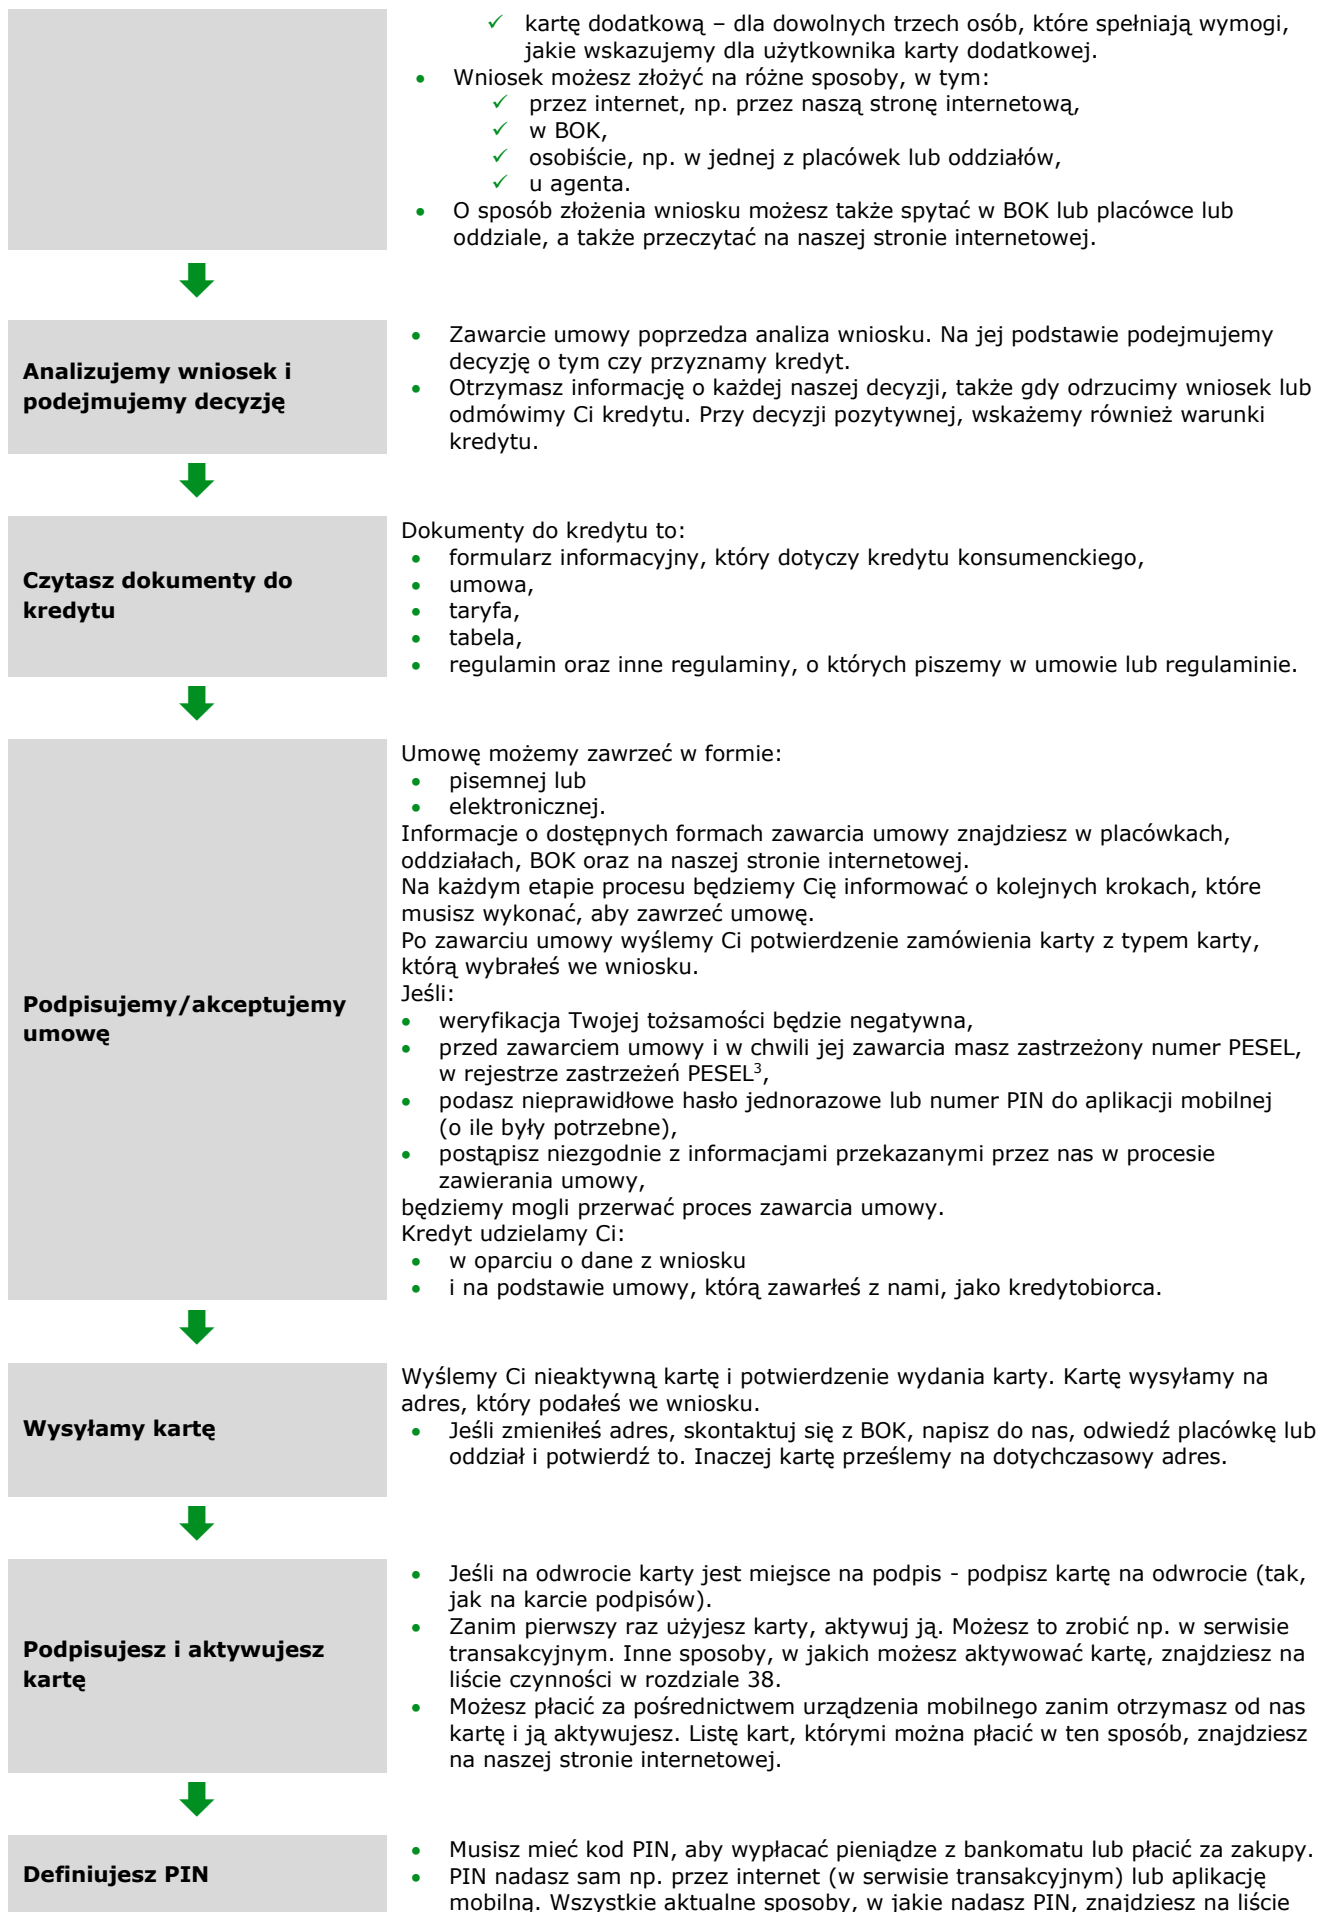 ✓ kartę dodatkową – dla dowolnych trzech osób, które spełniają wymogi,
jakie wskazujemy dla użytkownika karty dodatkowej.
• Wniosek możesz złożyć na różne sposoby, w tym:
✓ przez internet, np. przez naszą stronę internetową,
✓ w BOK,
✓ osobiście, np. w jednej z placówek lub oddziałów,
✓ u agenta.
• O sposób złożenia wniosku możesz także spytać w BOK lub placówce lub
oddziale, a także przeczytać na naszej stronie internetowej.
Analizujemy wniosek i
podejmujemy decyzję
• Zawarcie umowy poprzedza analiza wniosku. Na jej podstawie podejmujemy
decyzję o tym czy przyznamy kredyt.
• Otrzymasz informację o każdej naszej decyzji, także gdy odrzucimy wniosek lub
odmówimy Ci kredytu. Przy decyzji pozytywnej, wskażemy również warunki
kredytu.
Czytasz dokumenty do
kredytu
Dokumenty do kredytu to:
• formularz informacyjny, który dotyczy kredytu konsumenckiego,
• umowa,
• taryfa,
• tabela,
• regulamin oraz inne regulaminy, o których piszemy w umowie lub regulaminie.
Podpisujemy/akceptujemy
umowę
Umowę możemy zawrzeć w formie:
• pisemnej lub
• elektronicznej.
Informacje o dostępnych formach zawarcia umowy znajdziesz w placówkach,
oddziałach, BOK oraz na naszej stronie internetowej.
Na każdym etapie procesu będziemy Cię informować o kolejnych krokach, które
musisz wykonać, aby zawrzeć umowę.
Po zawarciu umowy wyślemy Ci potwierdzenie zamówienia karty z typem karty,
którą wybrałeś we wniosku.
Jeśli:
• weryfikacja Twojej tożsamości będzie negatywna,
• przed zawarciem umowy i w chwili jej zawarcia masz zastrzeżony numer PESEL,
w rejestrze zastrzeżeń PESEL³,
• podasz nieprawidłowe hasło jednorazowe lub numer PIN do aplikacji mobilnej
(o ile były potrzebne),
• postąpisz niezgodnie z informacjami przekazanymi przez nas w procesie
zawierania umowy,
będziemy mogli przerwać proces zawarcia umowy.
Kredyt udzielamy Ci:
• w oparciu o dane z wniosku
• i na podstawie umowy, którą zawarłeś z nami, jako kredytobiorca.
Wysyłamy kartę
Wyślemy Ci nieaktywną kartę i potwierdzenie wydania karty. Kartę wysyłamy na
adres, który podałeś we wniosku.
• Jeśli zmieniłeś adres, skontaktuj się z BOK, napisz do nas, odwiedź placówkę lub
oddział i potwierdź to. Inaczej kartę prześlemy na dotychczasowy adres.
Podpisujesz i aktywujesz
kartę
• Jeśli na odwrocie karty jest miejsce na podpis - podpisz kartę na odwrocie (tak,
jak na karcie podpisów).
• Zanim pierwszy raz użyjesz karty, aktywuj ją. Możesz to zrobić np. w serwisie
transakcyjnym. Inne sposoby, w jakich możesz aktywować kartę, znajdziesz na
liście czynności w rozdziale 38.
• Możesz płacić za pośrednictwem urządzenia mobilnego zanim otrzymasz od nas
kartę i ją aktywujesz. Listę kart, którymi można płacić w ten sposób, znajdziesz
na naszej stronie internetowej.
Definiujesz PIN
• Musisz mieć kod PIN, aby wypłacać pieniądze z bankomatu lub płacić za zakupy.
• PIN nadasz sam np. przez internet (w serwisie transakcyjnym) lub aplikację
mobilną. Wszystkie aktualne sposoby, w jakie nadasz PIN, znajdziesz na liście